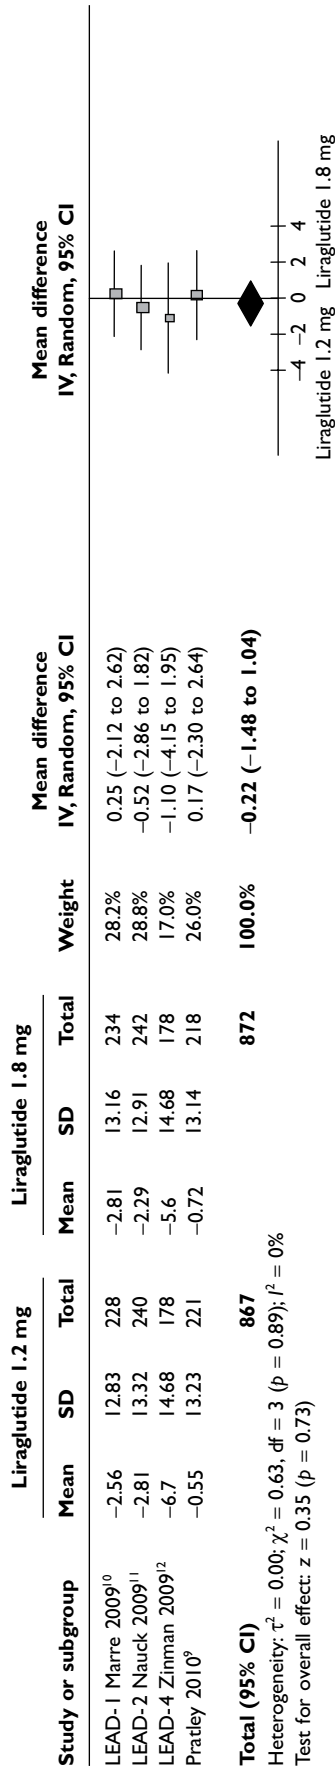 Liraglutide 1.2 mg Liraglutide 1.8 mg Mean difference Mean difference
Study or subgroup Mean SD Total Mean SD Total Weight IV, Random, 95% CI IV, Random, 95% CI
LEAD-1 Marre 2009¹⁰ −2.56 12.83 228 −2.81 13.16 234 28.2% 0.25 (−2.12 to 2.62)
LEAD-2 Nauck 2009¹¹ −2.81 13.32 240 −2.29 12.91 242 28.8% −0.52 (−2.86 to 1.82)
LEAD-4 Zinman 2009¹² −6.7 14.68 178 −5.6 14.68 178 17.0% −1.10 (−4.15 to 1.95)
Pratley 2010⁹ −0.55 13.23 221 −0.72 13.14 218 26.0% 0.17 (−2.30 to 2.64)
Total (95% CI) 867 872 100.0% −0.22 (−1.48 to 1.04)
Heterogeneity: τ² = 0.00; χ² = 0.63, df = 3 (p = 0.89); I² = 0%
Test for overall effect: z = 0.35 (p = 0.73)
−4 −2 0 2 4
Liraglutide 1.2 mg Liraglutide 1.8 mg